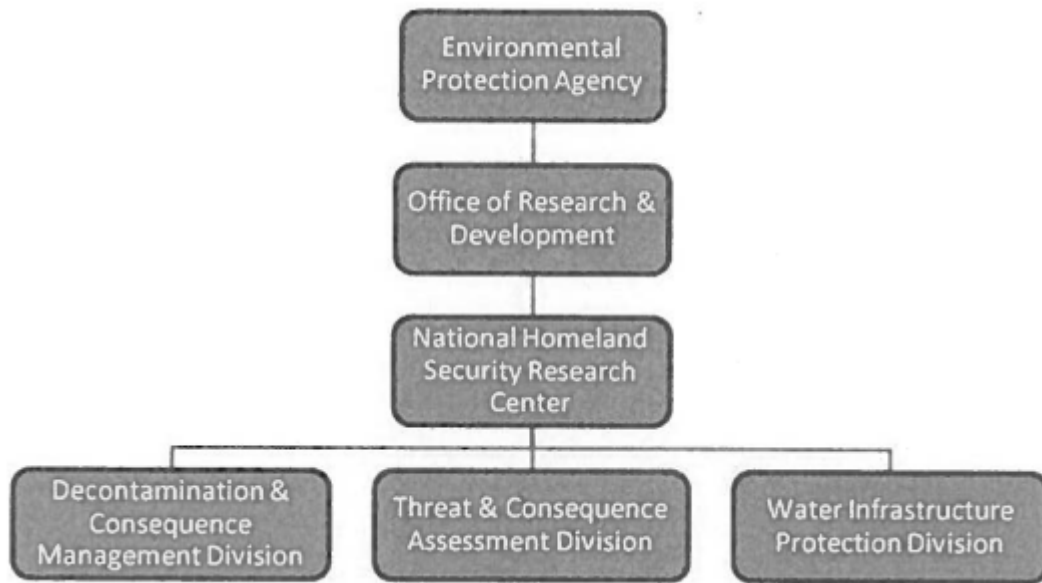 Environmental
Protection Agency
Office of Research &
Development
National Homeland
Security Research
Center
Decontamination &
Consequence
Management Division
Threat & Consequence
Assessment Division
Water Infrastructure
Protection Division